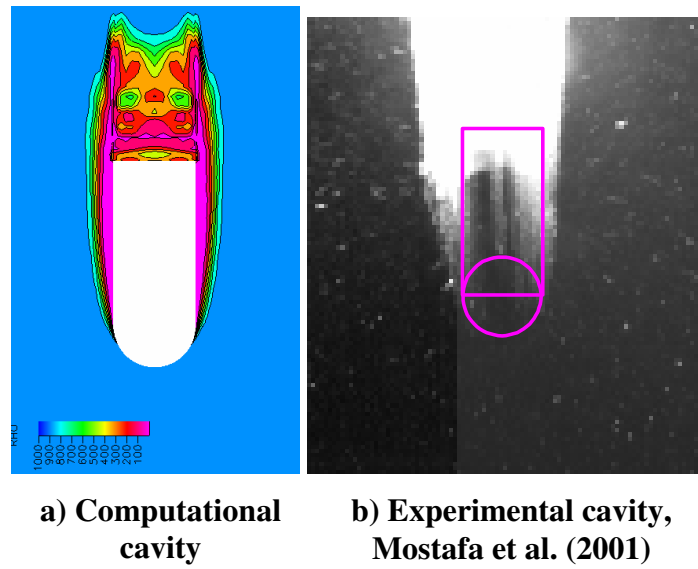 1000 900 800 700 600 500 400 300 200 100
a) Computational
cavity
b) Experimental cavity,
Mostafa et al. (2001)